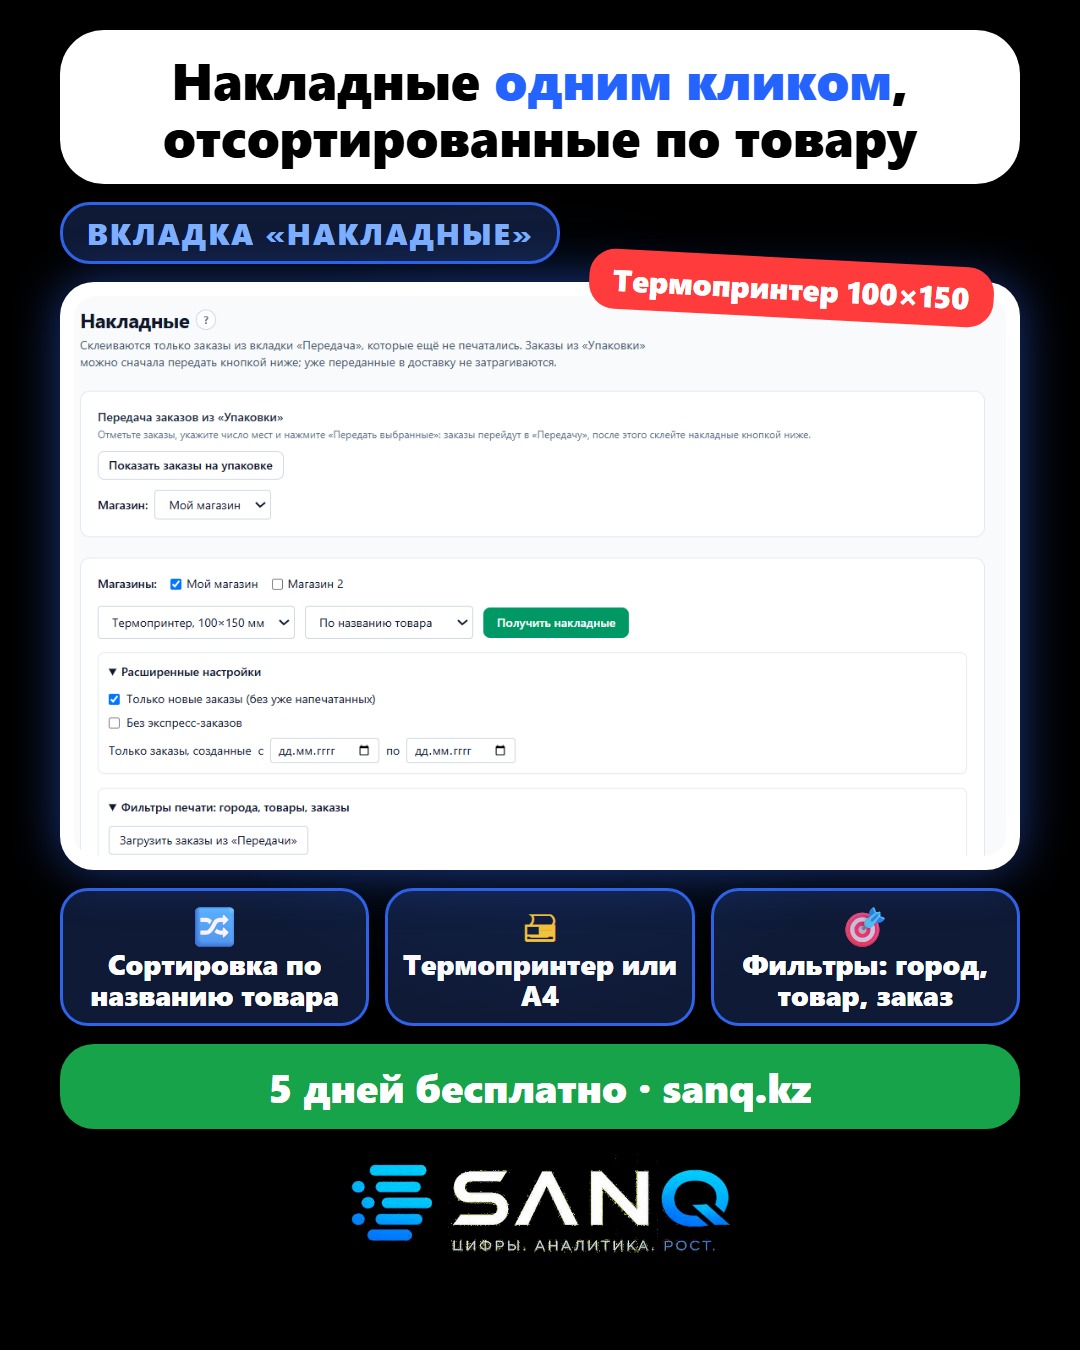 Накладные одним кликом,
отсортированные по товару
ВКЛАДКА «НАКЛАДНЫЕ»
Термопринтер 100×150
Накладные ?
Склеиваются только заказы из вкладки «Передача», которые ещё не печатались. Заказы из «Упаковки»
можно сначала передать кнопкой ниже; уже переданные в доставку не затрагиваются.
Передача заказов из «Упаковки»
Отметьте заказы, укажите число мест и нажмите «Передать выбранные»: заказы перейдут в «Передачу», после этого склейте накладные кнопкой ниже.
Показать заказы на упаковке
Магазин: Мой магазин
Магазины: Мой магазин Магазин 2
Термопринтер, 100×150 мм По названию товара Получить накладные
▼ Расширенные настройки
Только новые заказы (без уже напечатанных)
Без экспресс-заказов
Только заказы, созданные с дд.мм.гггг по дд.мм.гггг
▼ Фильтры печати: города, товары, заказы
Загрузить заказы из «Передачи»
Сортировка по
названию товара
Термопринтер или
А4
Фильтры: город,
товар, заказ
5 дней бесплатно · sanq.kz
SANQ
ЦИФРЫ. АНАЛИТИКА. РОСТ.